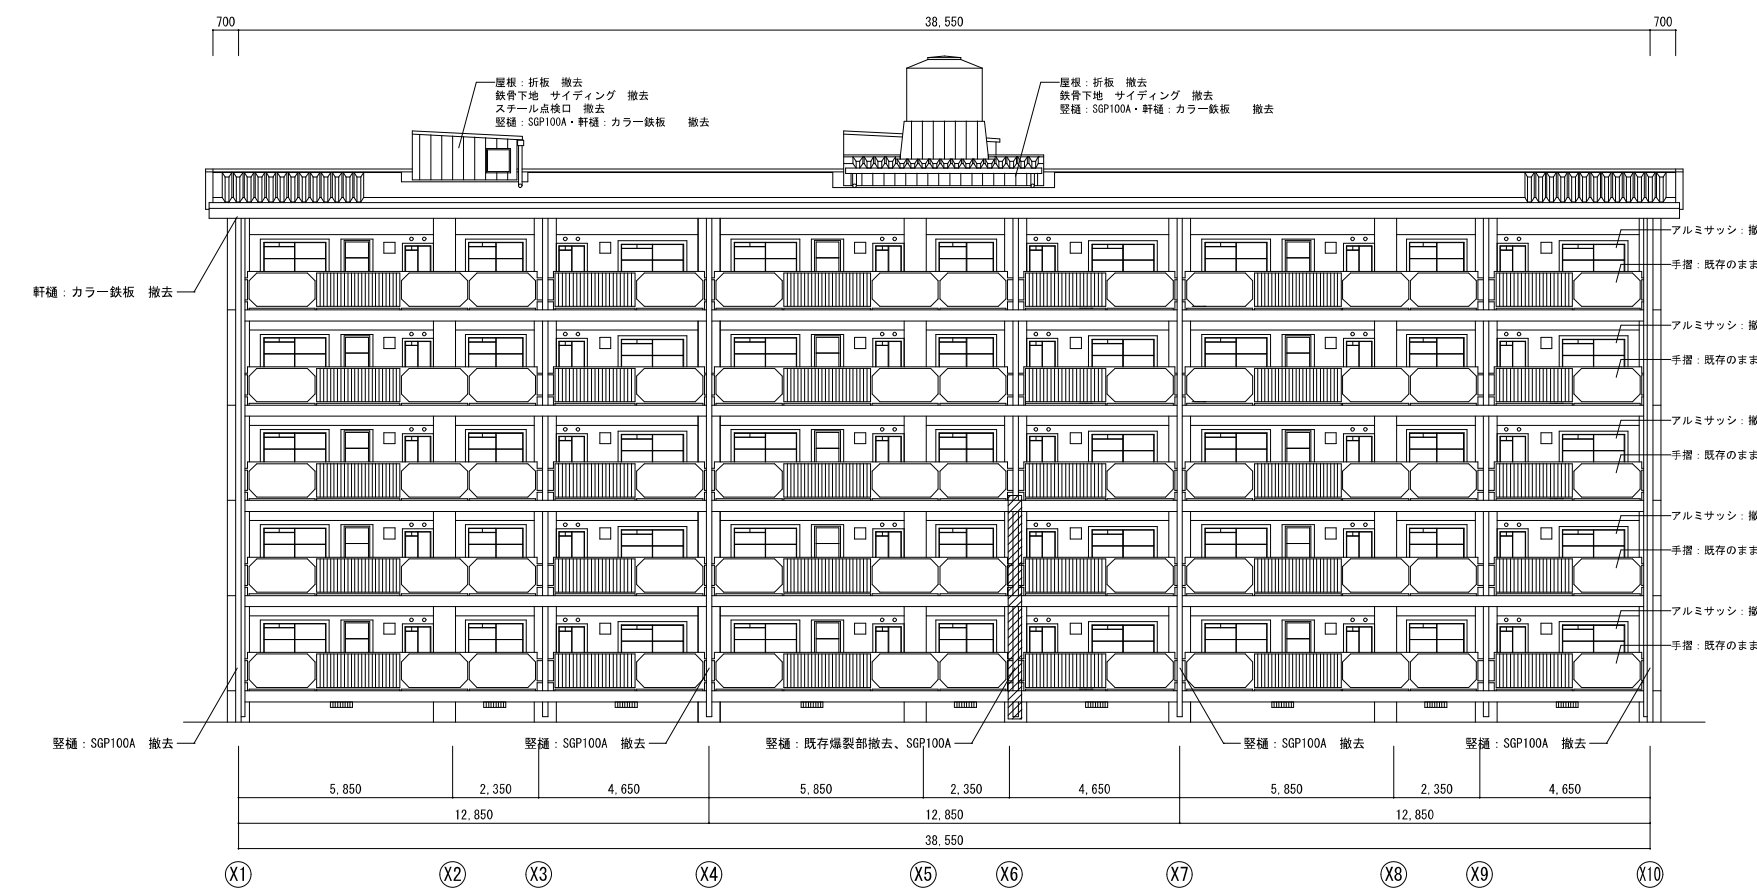 700
38,550
700
屋根：折板　撤去
鉄骨下地　サイディング　撤去
スチール点検口　撤去
竪樋：SGP100A・軒樋：カラー鉄板　　撤去
屋根：折板　撤去
鉄骨下地　サイディング　撤去
竪樋：SGP100A・軒樋：カラー鉄板　　撤去
アルミサッシ：撤
手摺：既存のまま
軒樋：カラー鉄板　撤去
アルミサッシ：撤
手摺：既存のまま
アルミサッシ：撤
手摺：既存のまま
アルミサッシ：撤
手摺：既存のまま
アルミサッシ：撤
手摺：既存のまま
竪樋：SGP100A　撤去
竪樋：SGP100A　撤去
竪樋：既存爆裂部撤去、SGP100A
竪樋：SGP100A　撤去
竪樋：SGP100A　撤去
5,850
2,350
4,650
5,850
2,350
4,650
5,850
2,350
4,650
12,850
12,850
12,850
38,550
X1
X2
X3
X4
X5
X6
X7
X8
X9
X10